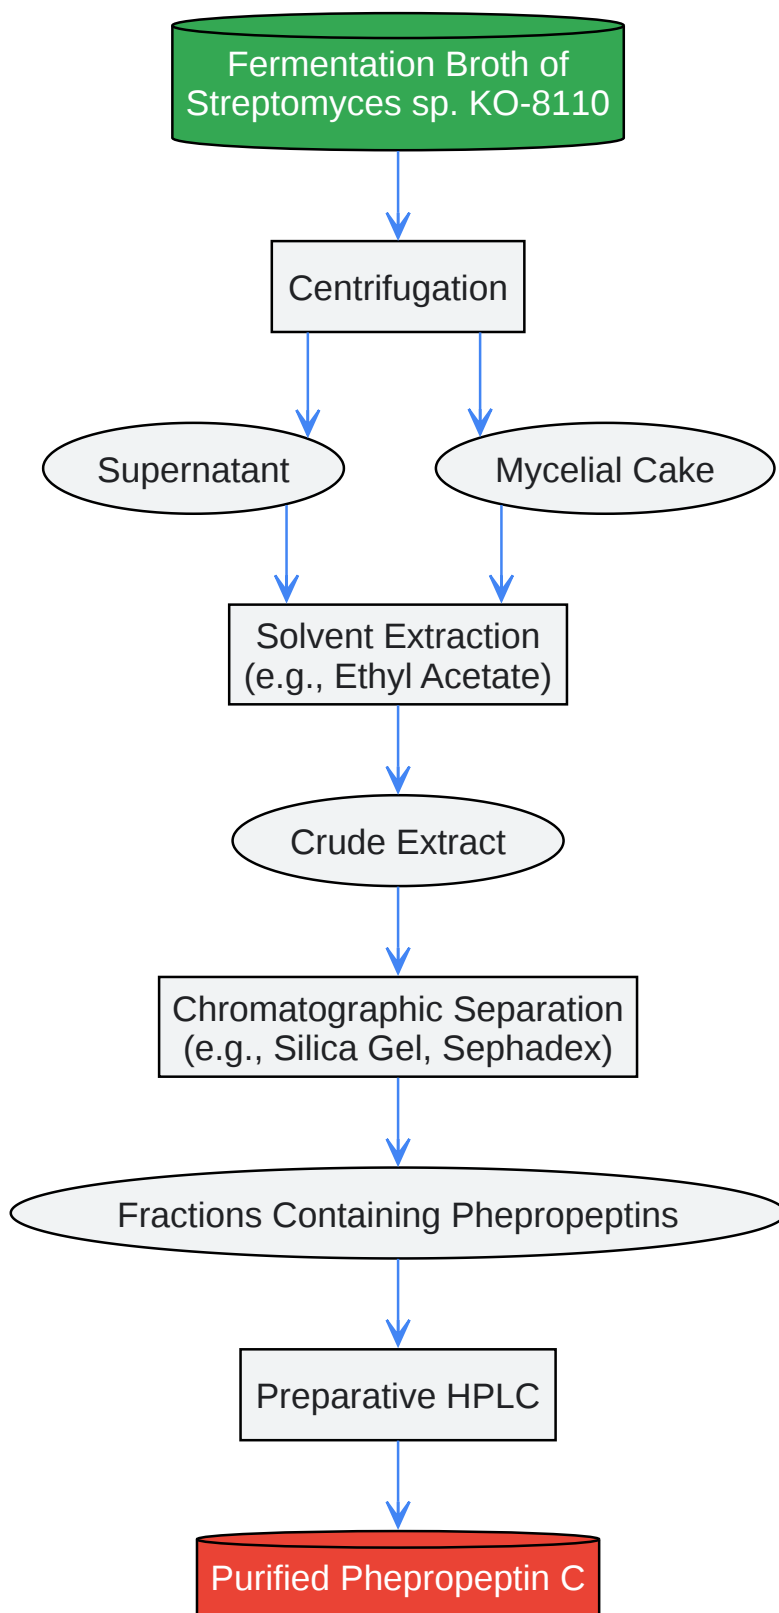 Fermentation Broth of
Streptomyces sp. KO-8110
Centrifugation
Supernatant
Mycelial Cake
Solvent Extraction
(e.g., Ethyl Acetate)
Crude Extract
Chromatographic Separation
(e.g., Silica Gel, Sephadex)
Fractions Containing Phepropeptins
Preparative HPLC
Purified Phepropeptin C